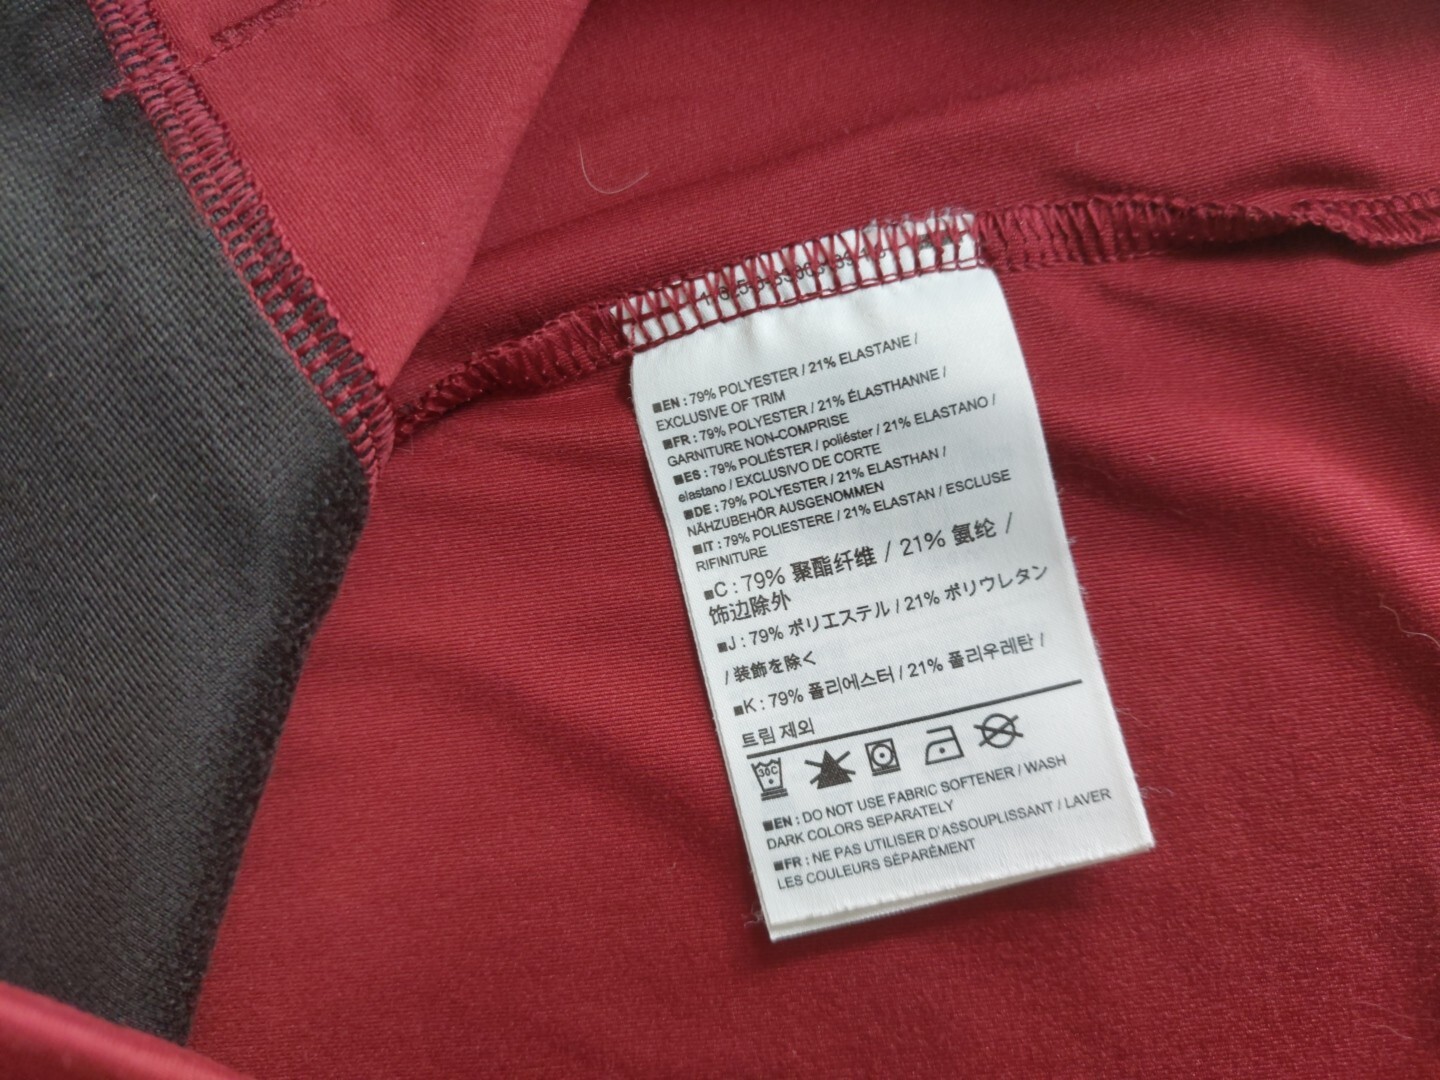 ■EN : 79% POLYESTER / 21% ELASTANE /
EXCLUSIVE OF TRIM
■FR : 79% POLYESTER / 21% ÉLASTHANNE /
GARNITURE NON-COMPRISE
■ES : 79% POLIÉSTER / poliéster / 21% ELASTANO /
elastano / EXCLUSIVO DE CORTE
■DE : 79% POLYESTER / 21% ELASTHAN /
NÄHZUBEHÖR AUSGENOMMEN
■IT : 79% POLIESTERE / 21% ELASTAN / ESCLUSE
RIFINITURE
■C : 79% 聚酯纤维 / 21% 氨纶 /
饰边除外
■J : 79% ポリエステル / 21% ポリウレタン
/ 装飾を除く
■K : 79% 폴리에스터 / 21% 폴리우레탄 /
트림 제외
30C
■EN : DO NOT USE FABRIC SOFTENER / WASH
DARK COLORS SEPARATELY
■FR : NE PAS UTILISER D'ASSOUPLISSANT / LAVER
LES COULEURS SÉPARÉMENT